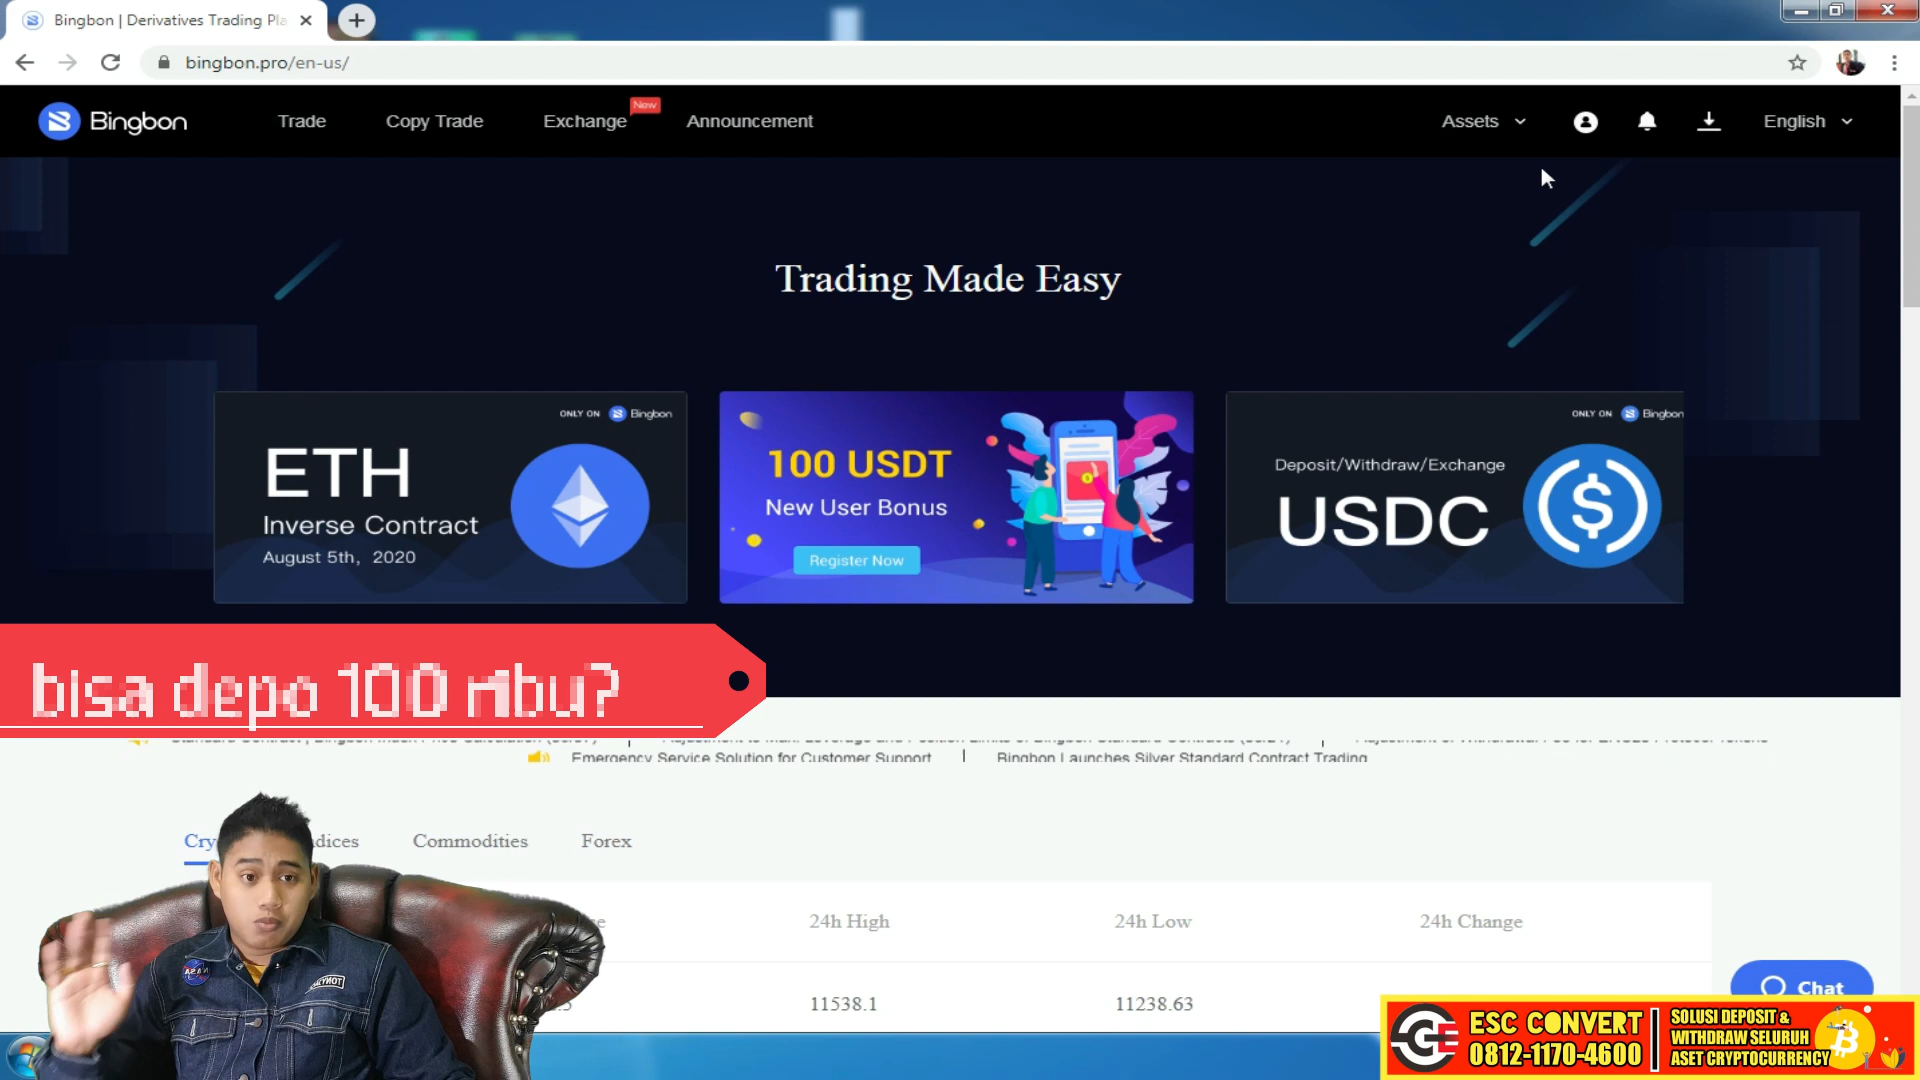 Bingbon | Derivatives Trading Pla
bingbon.pro/en-us/
Bingbon
Trade
Copy Trade
Exchange
New
Announcement
Assets
English
Trading Made Easy
ONLY ON Bingbon
ETH
Inverse Contract
August 5th, 2020
100 USDT
New User Bonus
Register Now
ONLY ON Bingbon
Deposit/Withdraw/Exchange
USDC
bisa depo 100 ribu?
Emergency Service Solution for Customer Support | Bingbon Launches Silver Standard Contract Trading
Commodities
Forex
24h High
24h Low
24h Change
11538.1
11238.63
Chat
NASA
ESC CONVERT
0812-1170-4600
SOLUSI DEPOSIT &
WITHDRAW SELURUH
ASET CRYPTOCURRENCY